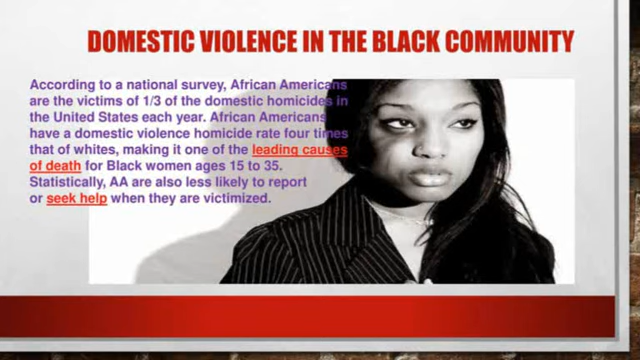 DOMESTIC VIOLENCE IN THE BLACK COMMUNITY
According to a national survey, African Americans
are the victims of 1/3 of the domestic homicides in
the United States each year. African Americans
have a domestic violence homicide rate four times
that of whites, making it one of the leading causes
of death for Black women ages 15 to 35.
Statistically, AA are also less likely to report
or seek help when they are victimized.